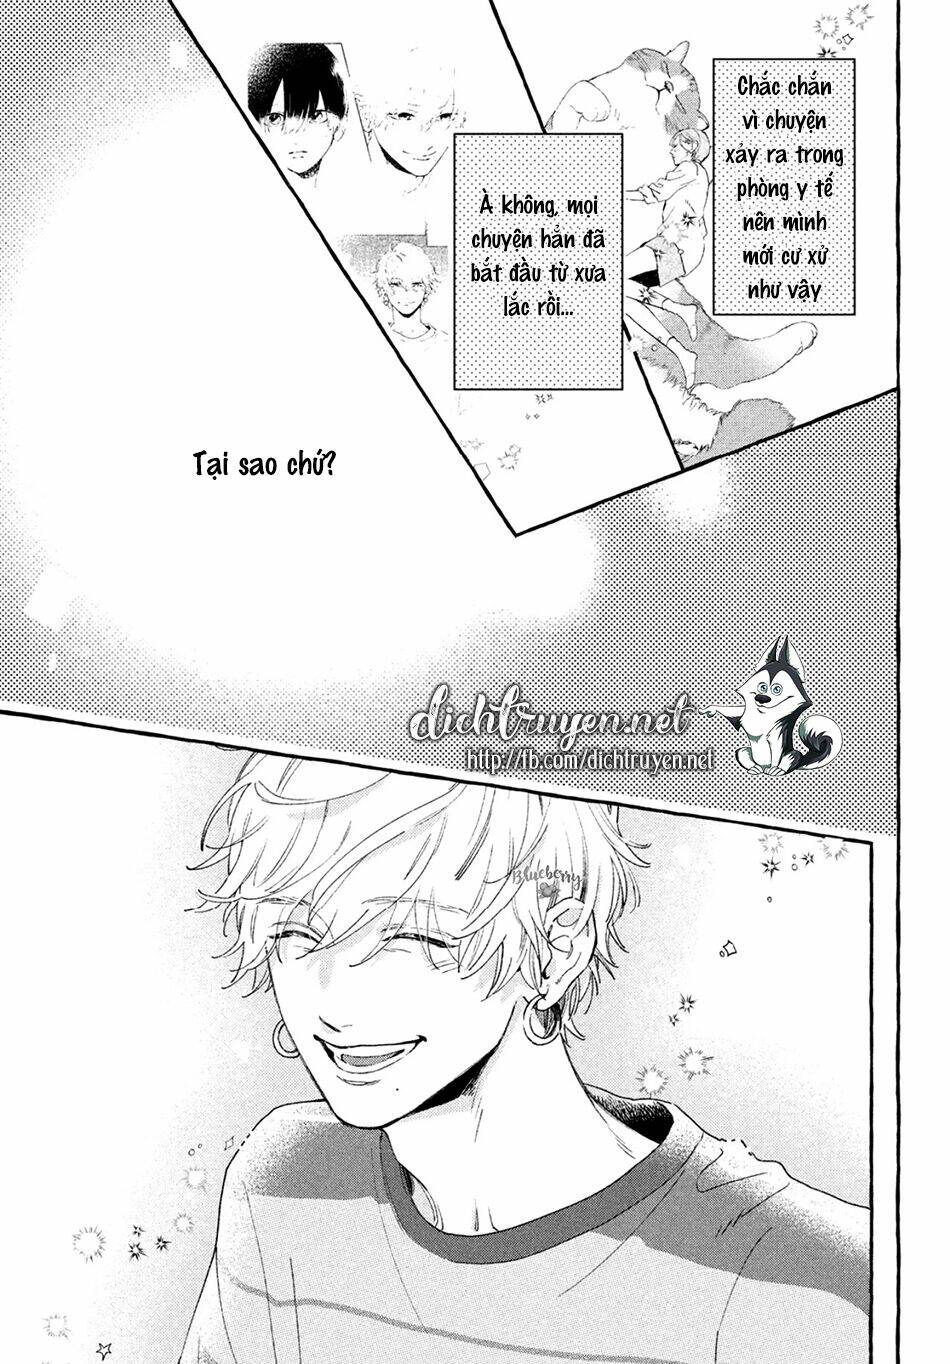 Chắc chắn
vì chuyện
xảy ra trong
phòng y tế
nên mình
mới cư xử
như vậy
À không, mọi
chuyện hẳn đã
bắt đầu từ xưa
lắc rồi...
Tại sao chứ?
dichtruyen.net
http://fb.com/dichtruyen.net
Blueberry